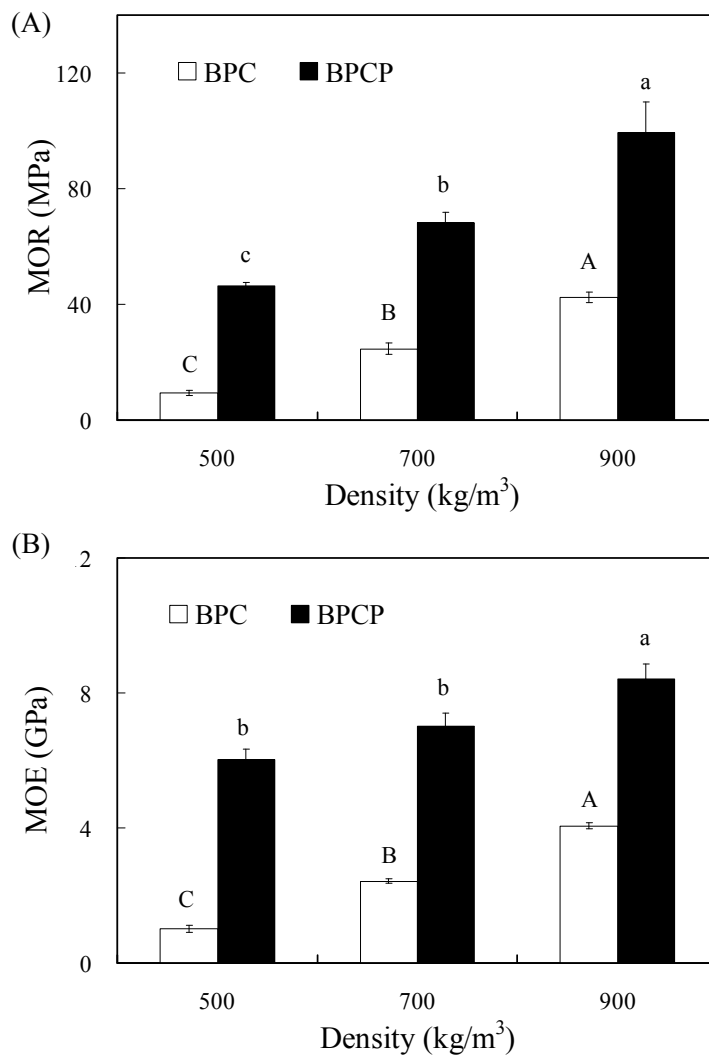 (A)
120
80
40
0
MOR (MPa)
BPC BPCP
C c B b A a
500 700 900
Density (kg/m³)
(B)
2
8
4
0
MOE (GPa)
BPC BPCP
C b B b A a
500 700 900
Density (kg/m³)